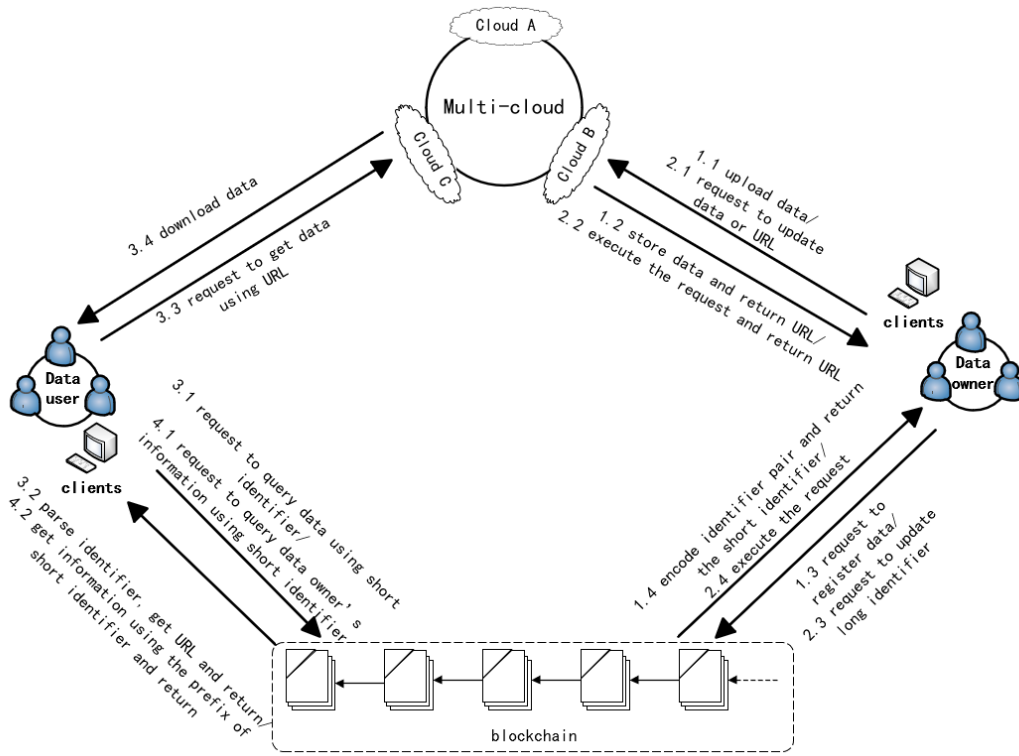 Cloud A
Multi-cloud
Cloud C
Cloud B
3.4 download data
3.3 request to get data
using URL
1.1 upload data/
2.1 request to update
data or URL
1.2 store data and return URL/
2.2 execute the request and return URL
clients
Data
user
clients
Data
owner
3.1 request to query data using short
identifier/
4.1 request to query data owner's
information using short identifier
3.2 parse identifier, get URL and return/
4.2 get information using the prefix of
short identifier and return
1.4 encode identifier pair and return
the short identifier/
2.4 execute the request
1.3 request to
register data/
2.3 request to update
long identifier
blockchain